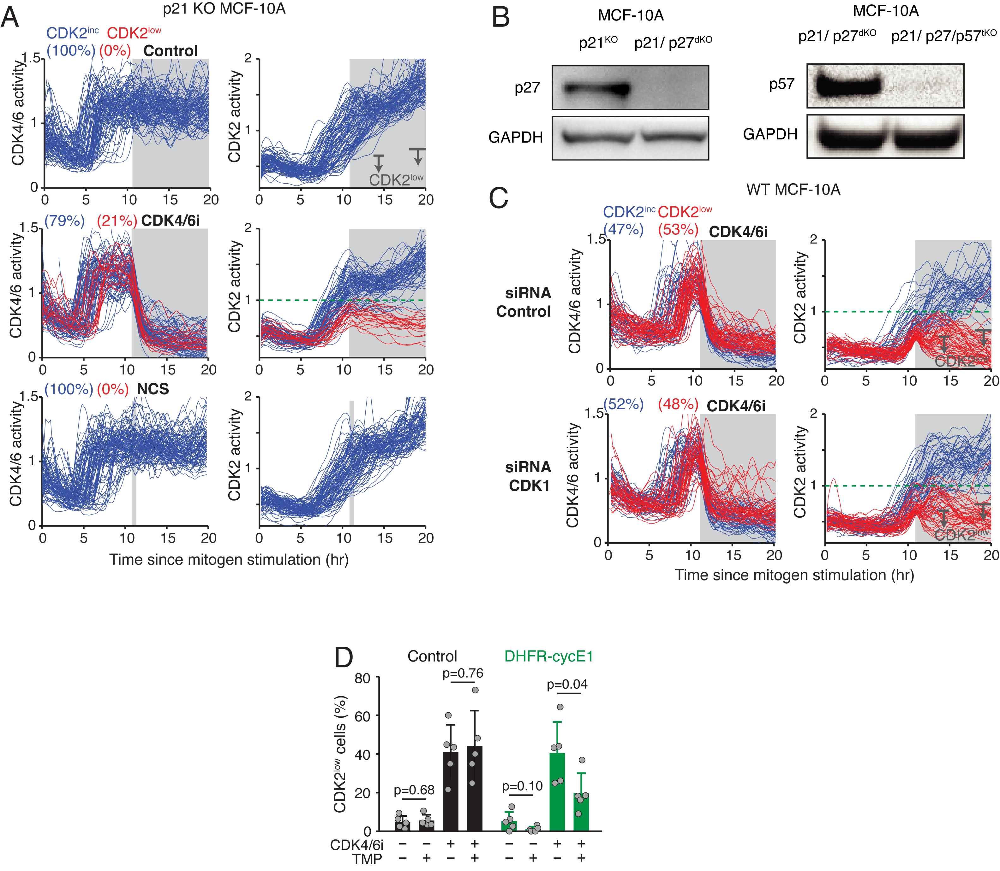 A
p21 KO MCF-10A
CDK2inc CDK2low
(100%) (0%) Control
1.5
1
0
CDK4/6 activity
0 5 10 15 20
2
1
CDK2 activity
CDK2low
0 5 10 15 20
(79%) (21%) CDK4/6i
1.5
1
0
CDK4/6 activity
0 5 10 15 20
2
1
CDK2 activity
0 5 10 15 20
(100%) (0%) NCS
1.5
1
0
CDK4/6 activity
0 5 10 15 20
2
1
CDK2 activity
0 5 10 15 20
Time since mitogen stimulation (hr)
B
MCF-10A
p21KO p21/ p27dKO
p27
GAPDH
MCF-10A
p21/ p27dKO p21/ p27/p57tKO
p57
GAPDH
C
WT MCF-10A
CDK2inc CDK2low
(47%) (53%) CDK4/6i
siRNA
Control
1.5
1
0
CDK4/6 activity
0 5 10 15 20
2
1
CDK2 activity
CDK2low
0 5 10 15 20
(52%) (48%) CDK4/6i
siRNA
CDK1
1.5
1
0
CDK4/6 activity
0 5 10 15 20
2
1
CDK2 activity
CDK2low
0 5 10 15 20
Time since mitogen stimulation (hr)
D
Control DHFR-cycE1
CDK2low cells (%)
80
60
40
20
0
p=0.68
p=0.76
p=0.10
p=0.04
CDK4/6i − − + + − − + +
TMP − + − + − + − +